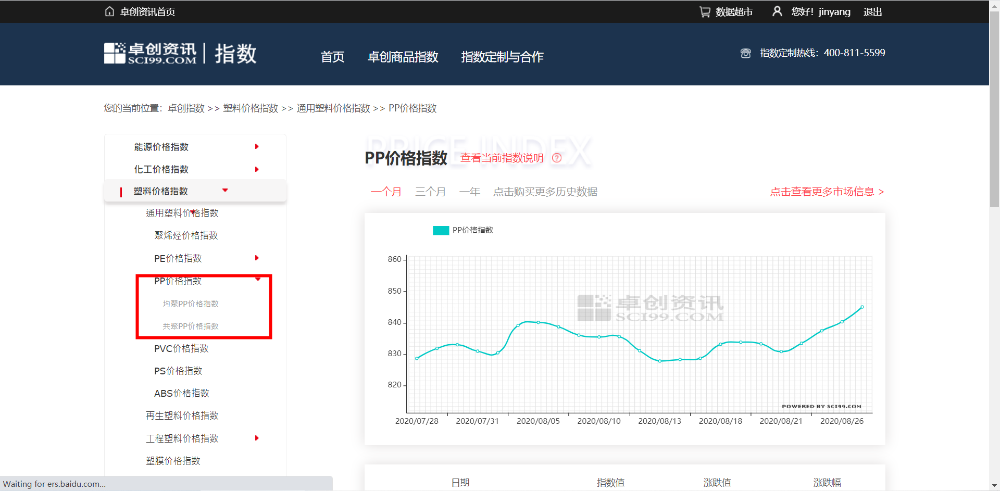 卓创资讯首页
数据超市
您好！jinyang
退出
卓创资讯 SCI99.COM | 指数
首页
卓创商品指数
指数定制与合作
指数定制热线：400-811-5599
您的当前位置：卓创指数 >> 塑料价格指数 >> 通用塑料价格指数 >> PP价格指数
能源价格指数
化工价格指数
塑料价格指数
通用塑料价格指数
聚烯烃价格指数
PE价格指数
PP价格指数
均聚PP价格指数
共聚PP价格指数
PVC价格指数
PS价格指数
ABS价格指数
再生塑料价格指数
工程塑料价格指数
塑膜价格指数
PRICE INDEX
PP价格指数
查看当前指数说明 ?
一个月 三个月 一年 点击购买更多历史数据
点击查看更多市场信息 >
PP价格指数
860
850
840
830
820
卓创资讯
SCI99.COM
POWERED BY SCI99.COM
2020/07/28 2020/07/31 2020/08/05 2020/08/10 2020/08/13 2020/08/18 2020/08/21 2020/08/26
日期 指数值 涨跌值 涨跌幅
Waiting for ers.baidu.com...